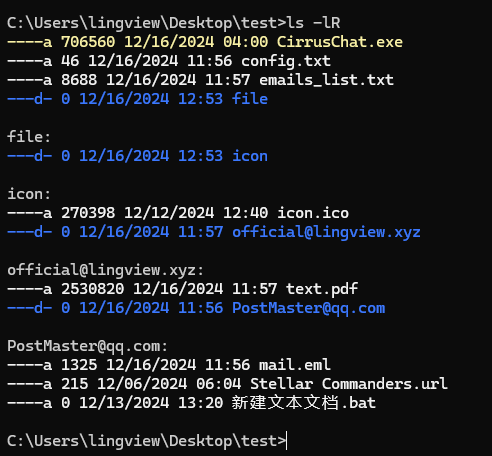 C:\Users\lingview\Desktop\test>ls -lR
----a 706560 12/16/2024 04:00 CirrusChat.exe
----a 46 12/16/2024 11:56 config.txt
----a 8688 12/16/2024 11:57 emails_list.txt
---d- 0 12/16/2024 12:53 file
file:
---d- 0 12/16/2024 12:53 icon
icon:
----a 270398 12/12/2024 12:40 icon.ico
---d- 0 12/16/2024 11:57 official@lingview.xyz
official@lingview.xyz:
----a 2530820 12/16/2024 11:57 text.pdf
---d- 0 12/16/2024 11:56 PostMaster@qq.com
PostMaster@qq.com:
----a 1325 12/16/2024 11:56 mail.eml
----a 215 12/06/2024 06:04 Stellar Commanders.url
----a 0 12/13/2024 13:20 新建文本文档.bat
C:\Users\lingview\Desktop\test>